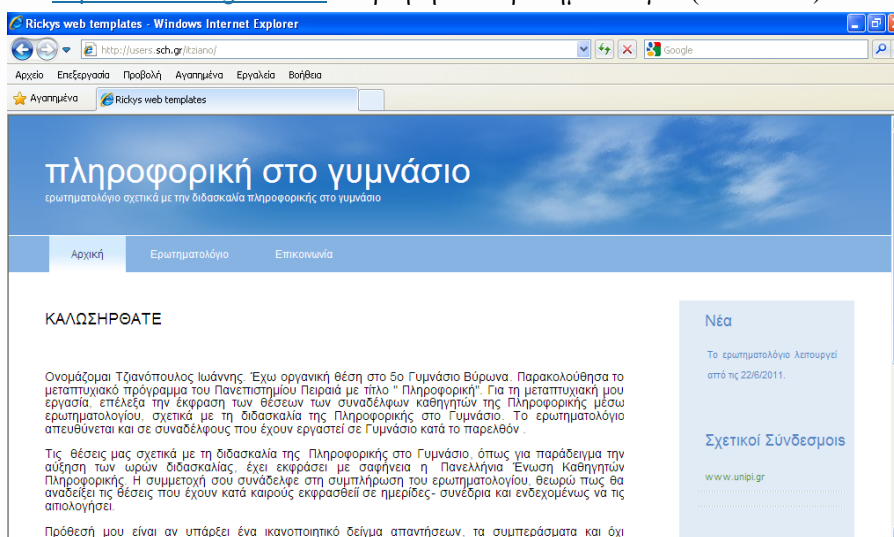 Rickys web templates - Windows Internet Explorer
http://users.sch.gr/itziano/
Google
Αρχείο Επεξεργασία Προβολή Αγαπημένα Εργαλεία Βοήθεια
Αγαπημένα Rickys web templates
πληροφορική στο γυμνάσιο
ερωτηματολόγιο σχετικά με την διδασκαλία πληροφορικής στο γυμνάσιο
Αρχική Ερωτηματολόγιο Επικοινωνία
ΚΑΛΩΣΗΡΘΑΤΕ
Ονομάζομαι Τζιανόπουλος Ιωάννης. Έχω οργανική θέση στο 5ο Γυμνάσιο Βύρωνα. Παρακολούθησα το
μεταπτυχιακό πρόγραμμα του Πανεπιστημίου Πειραιά με τίτλο " Πληροφορική". Για τη μεταπτυχιακή μου
εργασία, επέλεξα την έκφραση των θέσεων των συναδέλφων καθηγητών της Πληροφορικής μέσω
ερωτηματολογίου, σχετικά με τη διδασκαλία της Πληροφορικής στο Γυμνάσιο. Το ερωτηματολόγιο
απευθύνεται και σε συναδέλφους που έχουν εργαστεί σε Γυμνάσιο κατά το παρελθόν .
Τις θέσεις μας σχετικά με τη διδασκαλία της Πληροφορικής στο Γυμνάσιο, όπως για παράδειγμα την
αύξηση των ωρών διδασκαλίας, έχει εκφράσει με σαφήνεια η Πανελλήνια Ένωση Καθηγητών
Πληροφορικής. Η συμμετοχή σου συνάδελφε στη συμπλήρωση του ερωτηματολογίου, θεωρώ πως θα
αναδείξει τις θέσεις που έχουν κατά καιρούς εκφρασθεί σε ημερίδες- συνέδρια και ενδεχομένως να τις
αιτιολογήσει.
Πρόθεσή μου είναι αν υπάρξει ένα ικανοποιητικό δείγμα απαντήσεων, τα συμπεράσματα και όχι
Νέα
Το ερωτηματολόγιο λειτουργεί
από τις 22/6/2011.
Σχετικοί Σύνδεσμοιs
www.unipi.gr